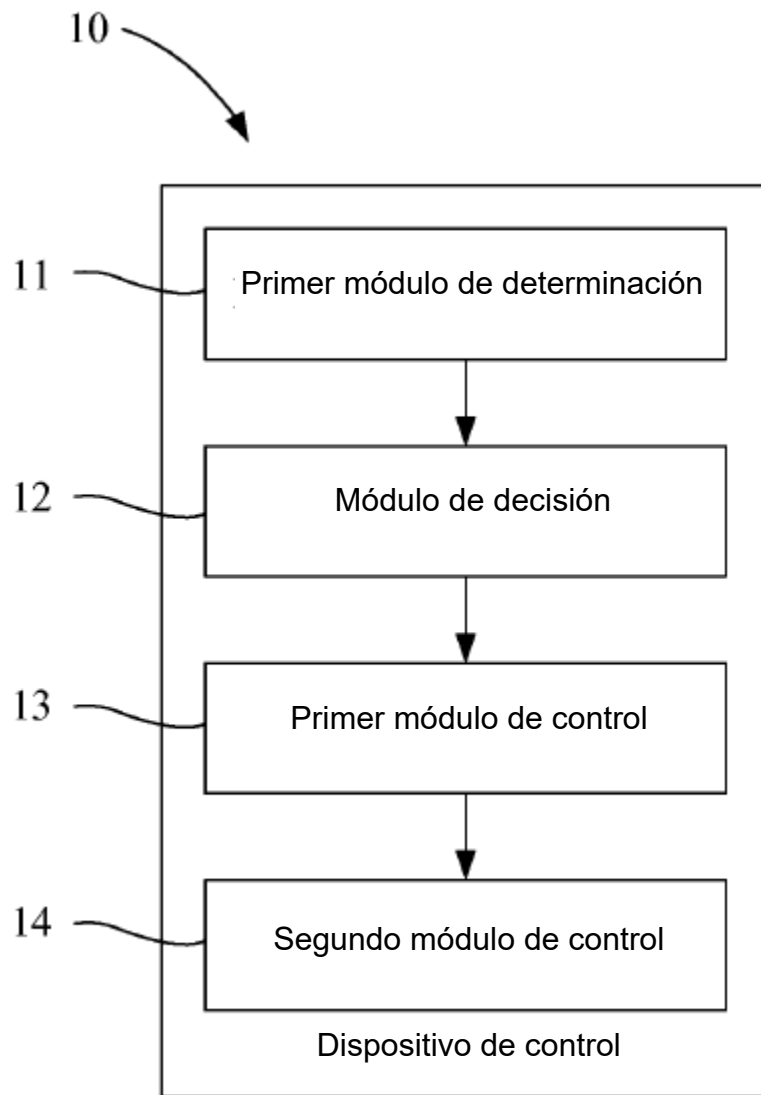 10
11
Primer módulo de determinación
12
Módulo de decisión
13
Primer módulo de control
14
Segundo módulo de control
Dispositivo de control